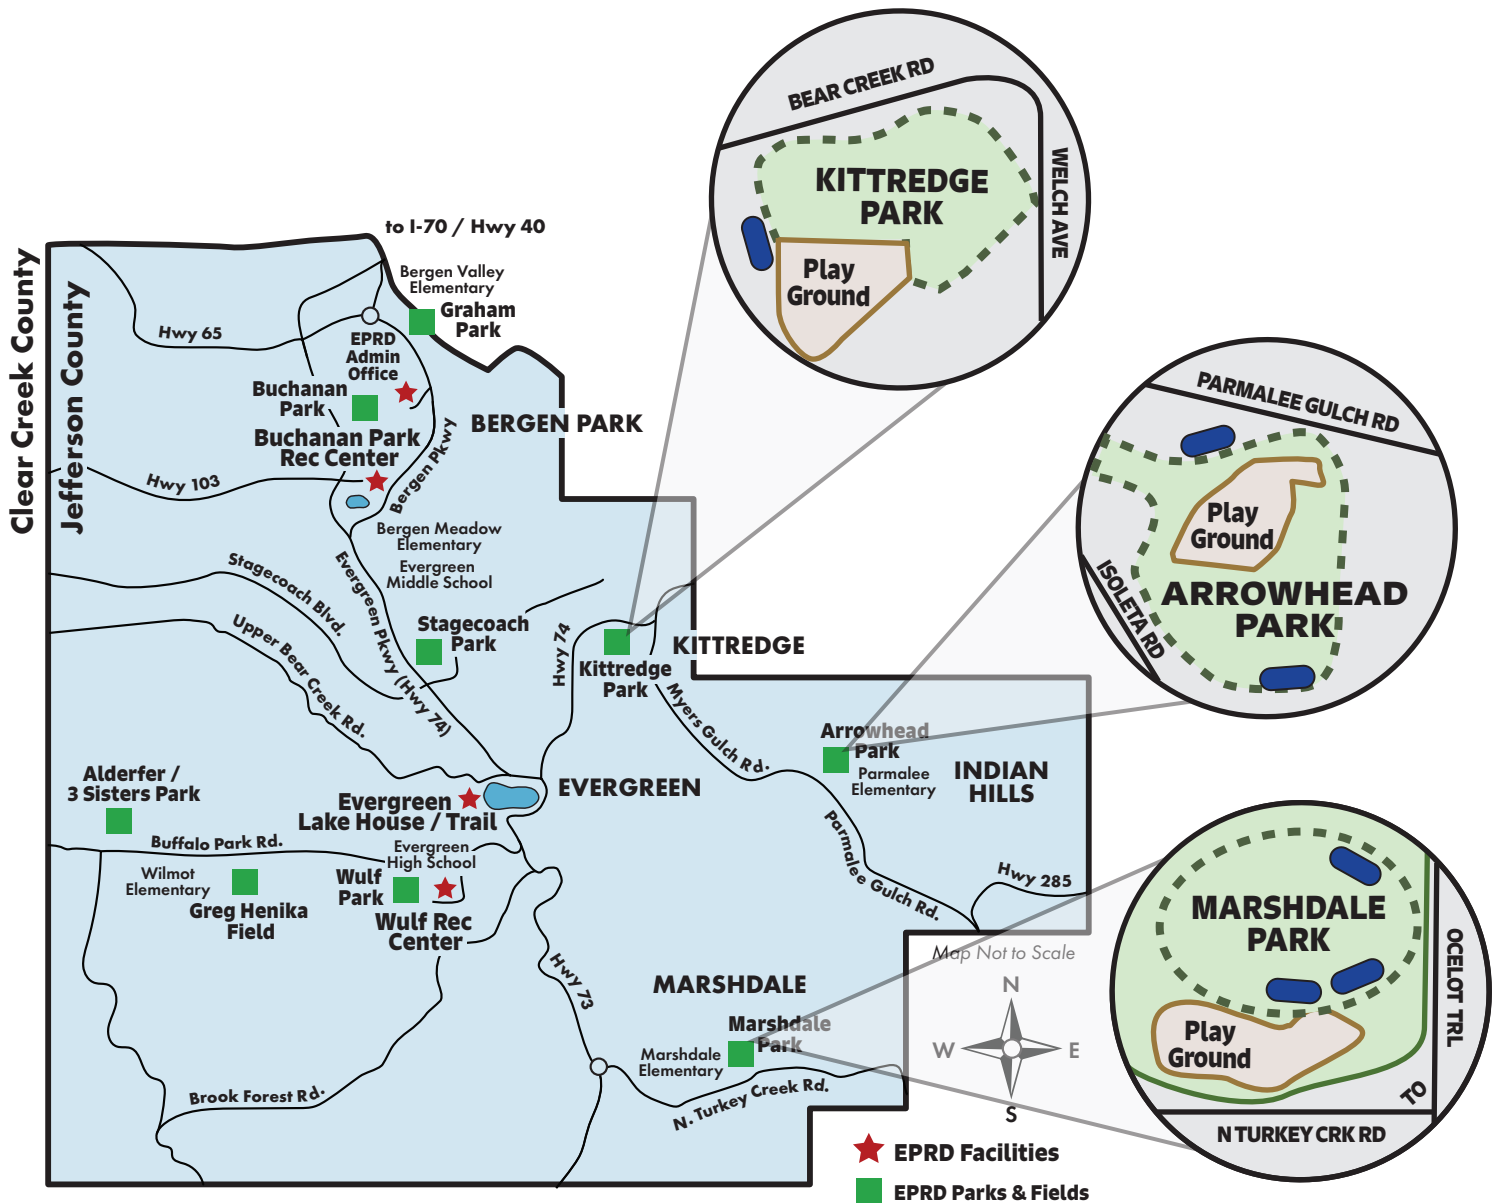 BEAR CREEK RD
KITTREDGE
PARK
WELCH AVE
Play
Ground
to I-70 / Hwy 40
Clear Creek County
Jefferson County
Bergen Valley
Elementary
Graham
Park
Hwy 65
EPRD
Admin
Office
Buchanan
Park
BERGEN PARK
Buchanan Park
Rec Center
Bergen Pkwy
Hwy 103
PARMALEE GULCH RD
Play
Ground
ISOLETA RD
ARROWHEAD
PARK
Bergen Meadow
Elementary
Evergreen
Middle School
Evergreen Pkwy (Hwy 74)
Stagecoach Blvd.
Upper Bear Creek Rd.
Stagecoach
Park
Hwy 74
KITTREDGE
Kittredge
Park
Myers Gulch Rd.
Arrowhead
Park
Parmalee
Elementary
INDIAN
HILLS
Alderfer /
3 Sisters Park
Evergreen
Lake House / Trail
EVERGREEN
Buffalo Park Rd.
Evergreen
High School
Wilmot
Elementary
Wulf
Park
Greg Henika
Field
Wulf Rec
Center
Parmalee Gulch Rd.
Hwy 285
Map Not to Scale
Hwy 73
MARSHDALE
Marshdale
Park
Marshdale
Elementary
N. Turkey Creek Rd.
Brook Forest Rd.
N
W
E
S
MARSHDALE
PARK
Play
Ground
OCELOT TRL
TO
N TURKEY CRK RD
EPRD Facilities
EPRD Parks & Fields